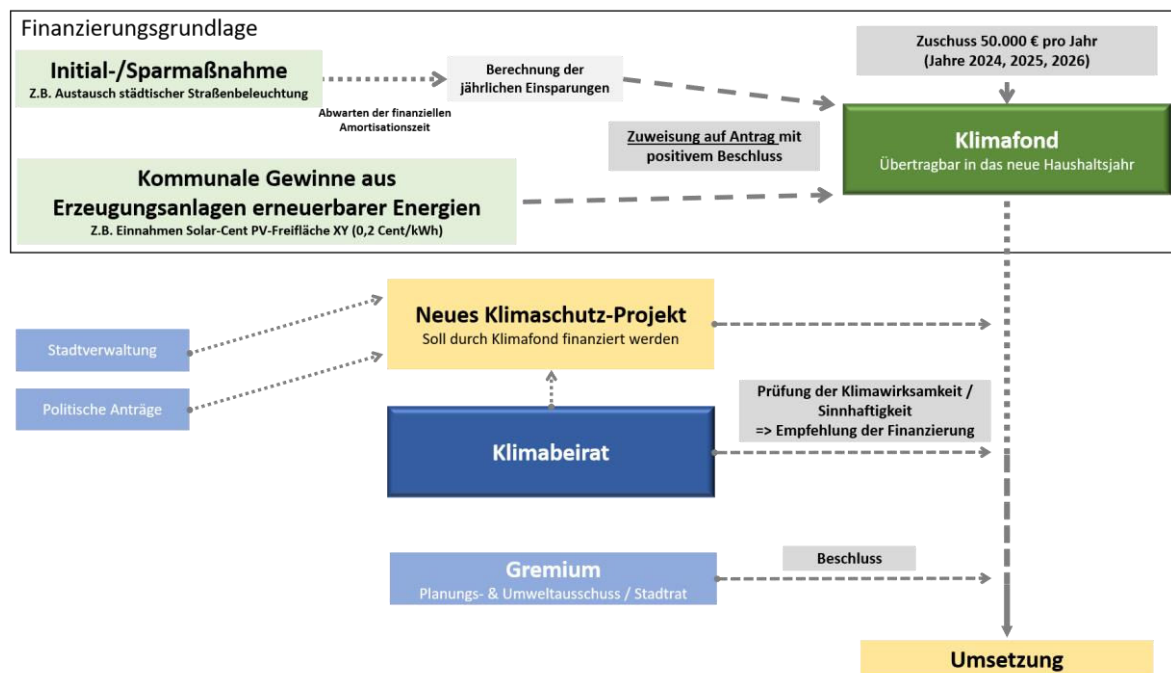 Finanzierungsgrundlage
Initial-/Sparmaßnahme
Z.B. Austausch städtischer Straßenbeleuchtung
Abwarten der finanziellen
Amortisationszeit
Berechnung der
jährlichen Einsparungen
Zuschuss 50.000 € pro Jahr
(Jahre 2024, 2025, 2026)
Zuweisung auf Antrag mit
positivem Beschluss
Klimafond
Übertragbar in das neue Haushaltsjahr
Kommunale Gewinne aus
Erzeugungsanlagen erneuerbarer Energien
Z.B. Einnahmen Solar-Cent PV-Freifläche XY (0,2 Cent/kWh)
Neues Klimaschutz-Projekt
Soll durch Klimafond finanziert werden
Stadtverwaltung
Politische Anträge
Klimabeirat
Prüfung der Klimawirksamkeit /
Sinnhaftigkeit
=> Empfehlung der Finanzierung
Gremium
Planungs- & Umweltausschuss / Stadtrat
Beschluss
Umsetzung